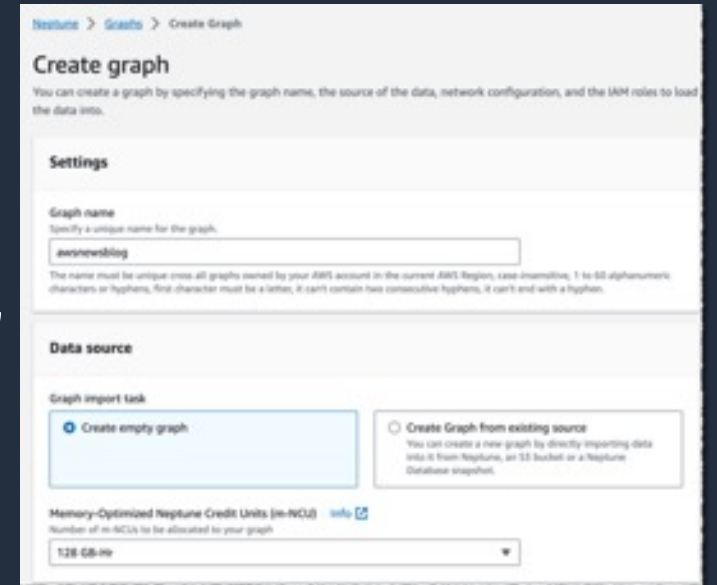 Neptune > Graphs > Create Graph
Create graph
You can create a graph by specifying the graph name, the source of the data, network configuration, and the IAM roles to load
the data into.
Settings
Graph name
Specify a unique name for the graph.
awsnewsblog
The name must be unique cross all graphs owned by your AWS account in the current AWS Region, case-insensitive, 1 to 60 alphanumeric
characters or hyphens, first character must be a letter, it can't contain two consecutive hyphens, it can't end with a hyphen.
Data source
Graph import task
Create empty graph
Create Graph from existing source
You can create a new graph by directly importing data
into it from Neptune, an S3 bucket or a Neptune
Database snapshot.
Memory-Optimized Neptune Credit Units (m-NCU) Info
Number of m-NCUs to be allocated to your graph
128 GB-Hr